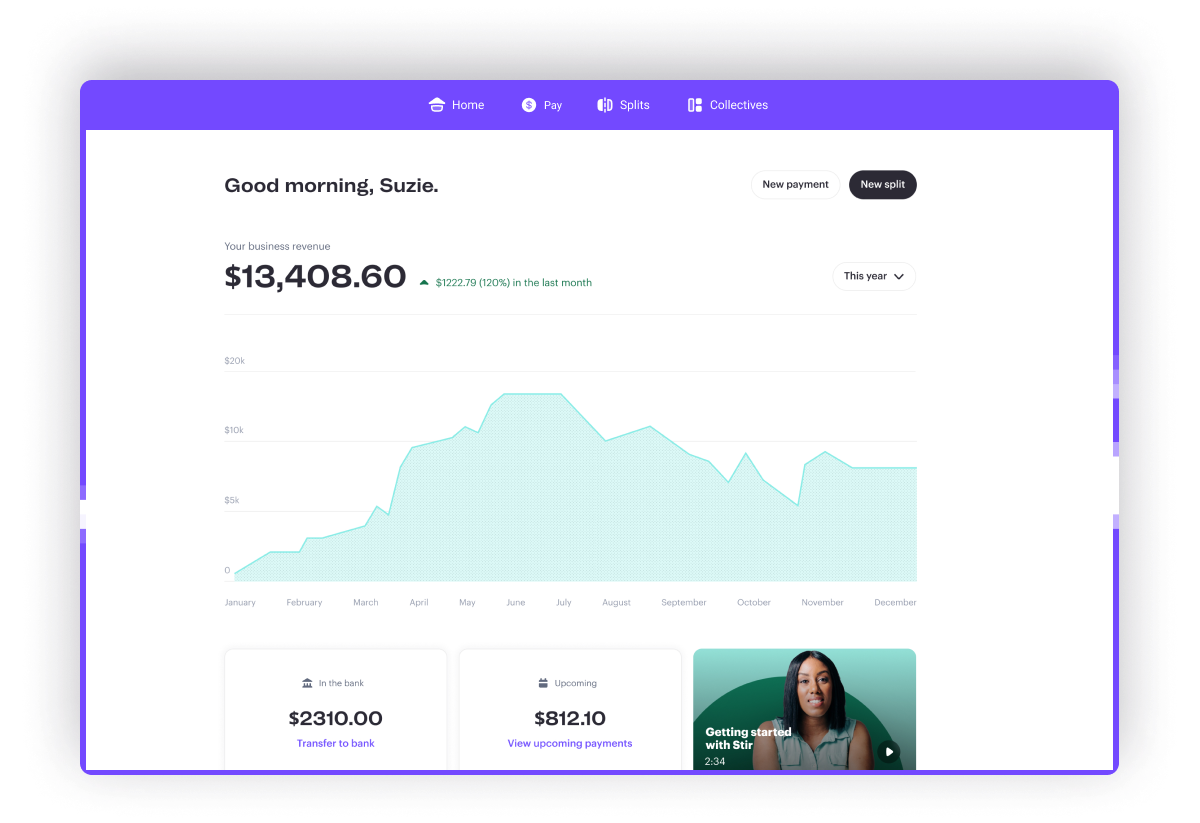 Home Pay Splits Collectives
Good morning, Suzie.
New payment New split
Your business revenue
$13,408.60 $1222.79 (120%) in the last month
This year
$20k
$10k
$5k
0
January February March April May June July August September October November December
In the bank
$2310.00
Transfer to bank
Upcoming
$812.10
View upcoming payments
Getting started
with Stir
2:34